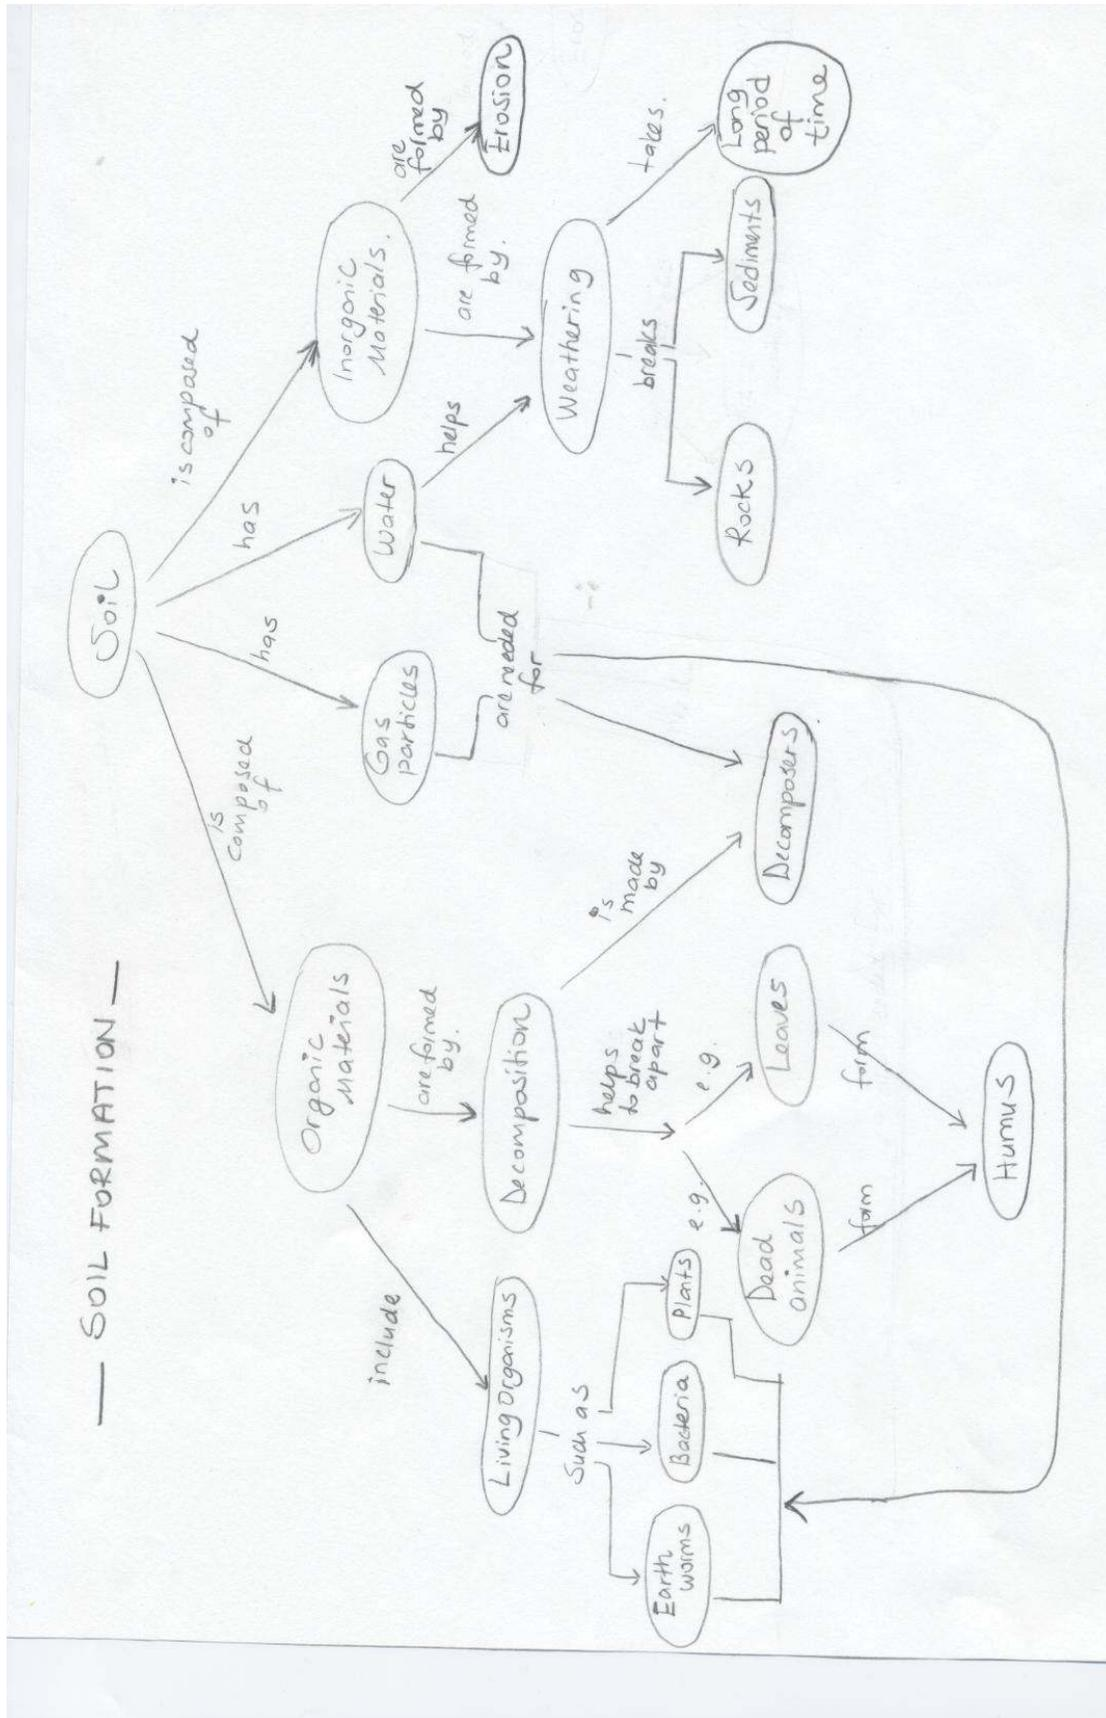 — SOIL FORMATION —
Soil
is
composed
of
has
has
is composed
of
Organic
Materials
Gas
particles
Water
Inorganic
Materials.
include
are formed
by.
are needed
for
helps
are formed
by.
are
formed
by
Living Organisms
Decomposition
Weathering
Erosion
Such as
helps
to break
apart
is
made
by
breaks
takes.
Earth
worms
Bacteria
Plants
e.g.
e.g.
Dead
animals
Leaves
Decomposers
Rocks
Sediments
Long
period
of
time
form
form
Humus